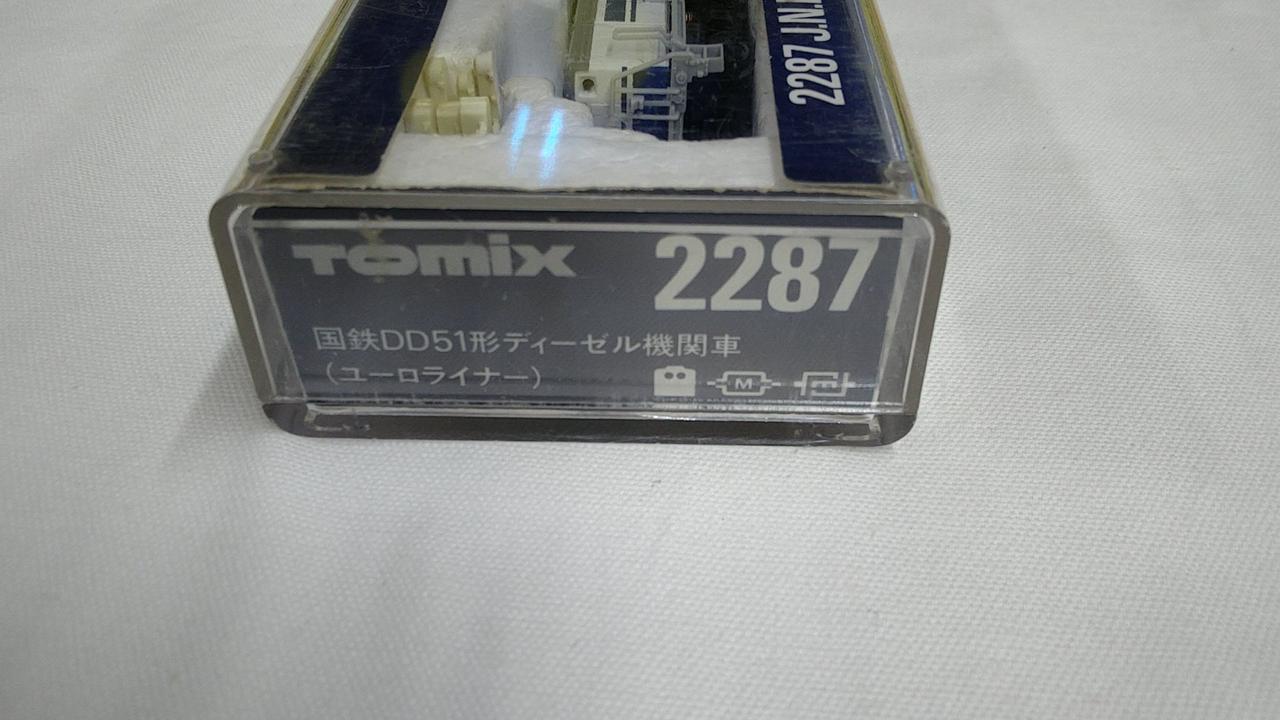 2287 J.N.
TOMIX 2287
国鉄DD51形ディーゼル機関車
(ユーロライナー)
M